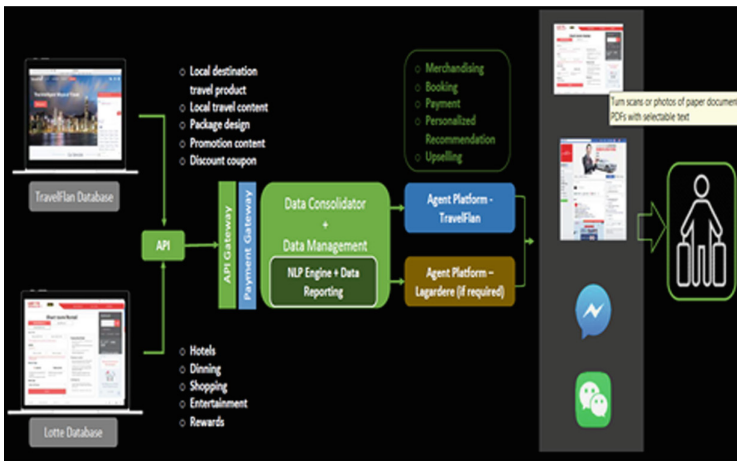 TravelFlan Database
Local destination
travel product
Local travel content
Package design
Promotion content
Discount coupon
Merchandising
Booking
Payment
Personalized
Recommendation
Upselling
Turn scans or photos of paper document
PDFs with selectable text
API
API Gateway
Payment Gateway
Data Consolidator
+
Data Management
NLP Engine + Data
Reporting
Agent Platform -
TravelFlan
Agent Platform –
Lagardere (if required)
Hotels
Dinning
Shopping
Entertainment
Rewards
Lotte Database